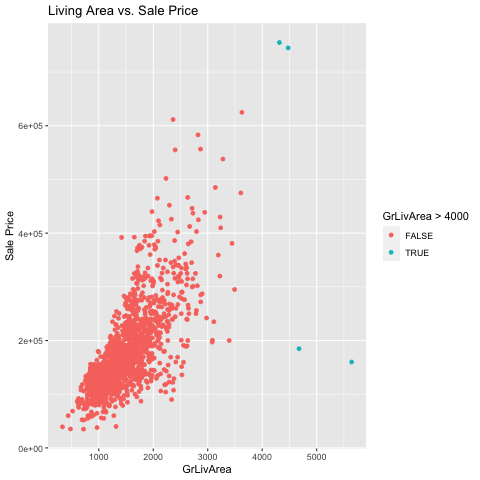 Living Area vs. Sale Price
Sale Price
6e+05
4e+05
2e+05
0e+00
1000 2000 3000 4000 5000
GrLivArea
GrLivArea > 4000
FALSE
TRUE